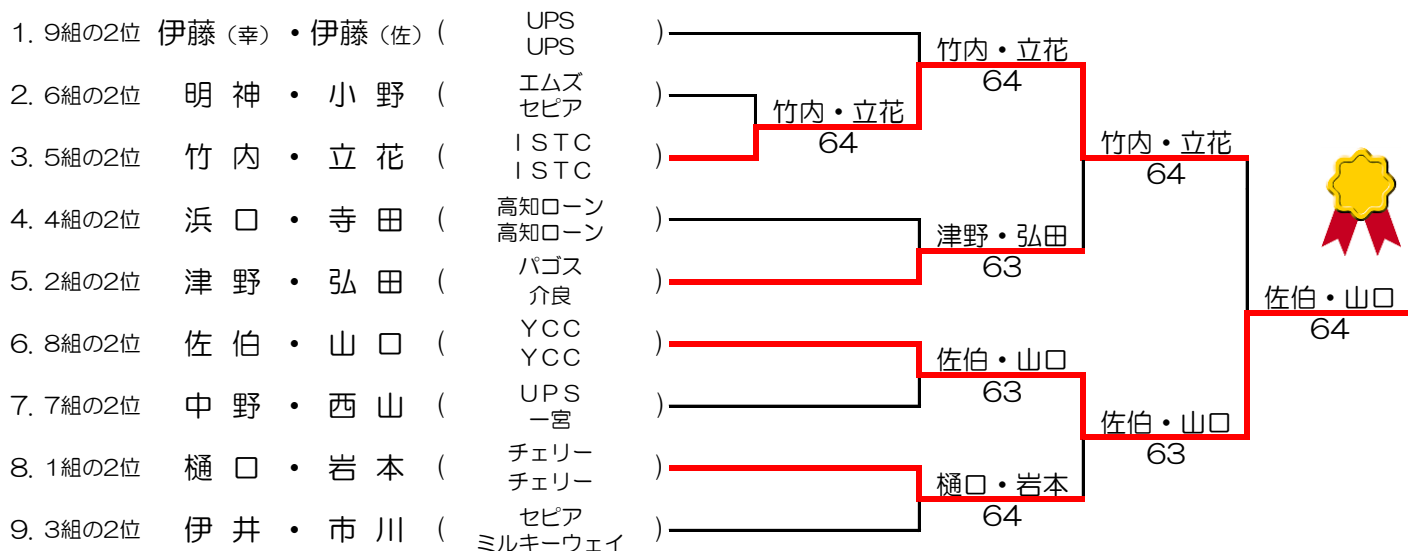 1. 9組の2位 伊藤（幸）・伊藤（佐）( UPS UPS )
2. 6組の2位 明神・小野 ( エムズ セピア )
3. 5組の2位 竹内・立花 ( ISTC ISTC )
4. 4組の2位 浜口・寺田 ( 高知ローン 高知ローン )
5. 2組の2位 津野・弘田 ( パゴス 介良 )
6. 8組の2位 佐伯・山口 ( YCC YCC )
7. 7組の2位 中野・西山 ( UPS 一宮 )
8. 1組の2位 樋口・岩本 ( チェリー チェリー )
9. 3組の2位 伊井・市川 ( セピア ミルキーウェイ )
竹内・立花
64
竹内・立花
64
津野・弘田
63
佐伯・山口
63
樋口・岩本
64
竹内・立花
64
佐伯・山口
63
佐伯・山口
64